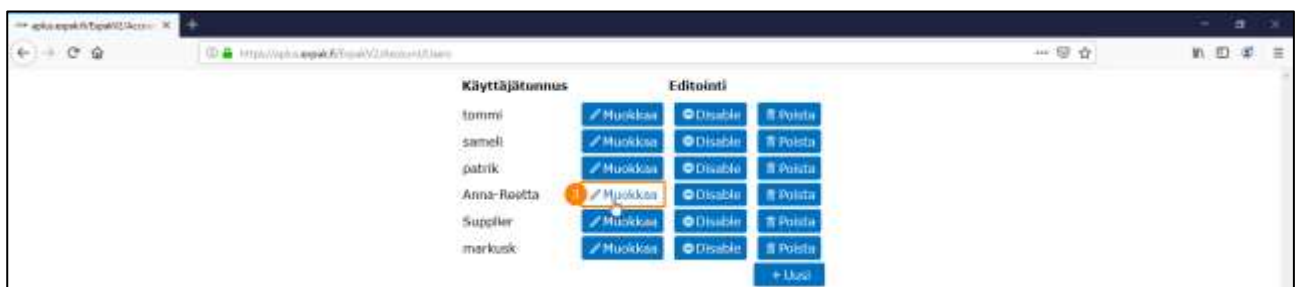 Käyttäjätunnus Editointi
tommi Muokkaa Disable Poista
sameli Muokkaa Disable Poista
patrik Muokkaa Disable Poista
Anna-Reetta Muokkaa Disable Poista
Supplier Muokkaa Disable Poista
markusk Muokkaa Disable Poista
+ Uusi